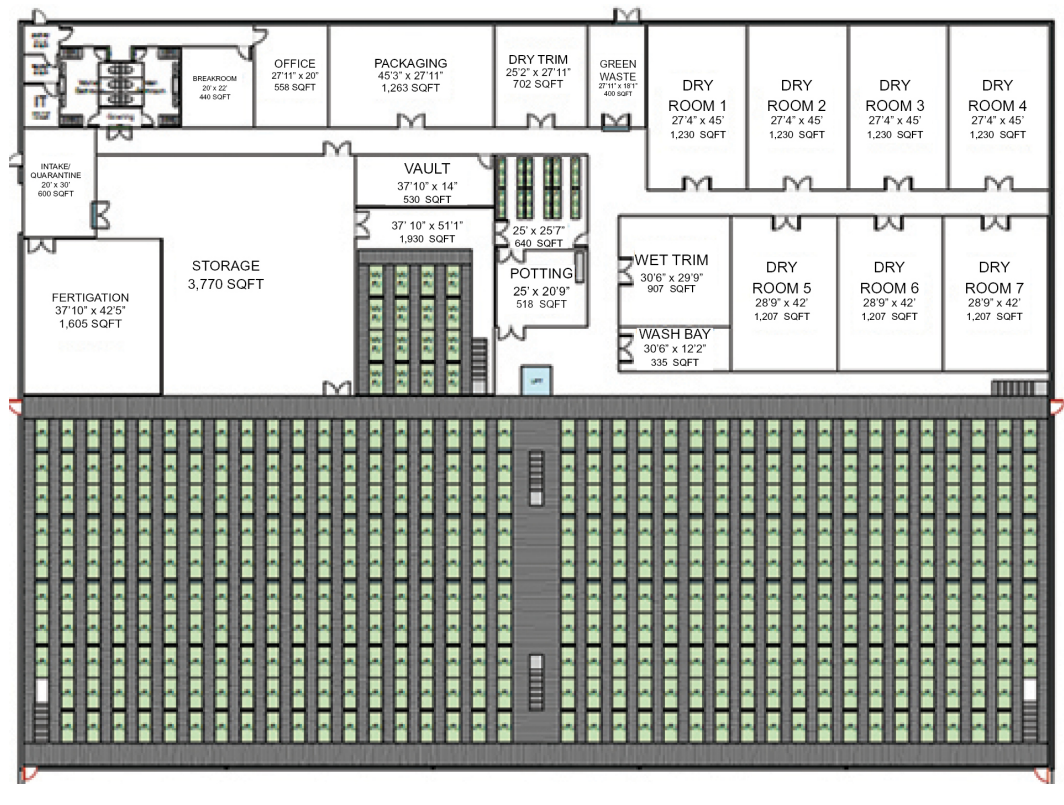 IT
BREAKROOM
20' x 22'
440 SQFT
OFFICE
27'11" x 20"
558 SQFT
PACKAGING
45'3" x 27'11"
1,263 SQFT
DRY TRIM
25'2" x 27'11"
702 SQFT
GREEN
WASTE
27'11" x 18'1"
400 SQFT
DRY
ROOM 1
27'4" x 45'
1,230 SQFT
DRY
ROOM 2
27'4" x 45'
1,230 SQFT
DRY
ROOM 3
27'4" x 45'
1,230 SQFT
DRY
ROOM 4
27'4" x 45'
1,230 SQFT
INTAKE/
QUARANTINE
20' x 30'
600 SQFT
VAULT
37'10" x 14"
530 SQFT
37' 10" x 51'1"
1,930 SQFT
25' x 25'7"
640 SQFT
POTTING
25' x 20'9"
518 SQFT
STORAGE
3,770 SQFT
FERTIGATION
37'10" x 42'5"
1,605 SQFT
WET TRIM
30'6" x 29'9"
907 SQFT
WASH BAY
30'6" x 12'2"
335 SQFT
DRY
ROOM 5
28'9" x 42'
1,207 SQFT
DRY
ROOM 6
28'9" x 42'
1,207 SQFT
DRY
ROOM 7
28'9" x 42'
1,207 SQFT
LIFT